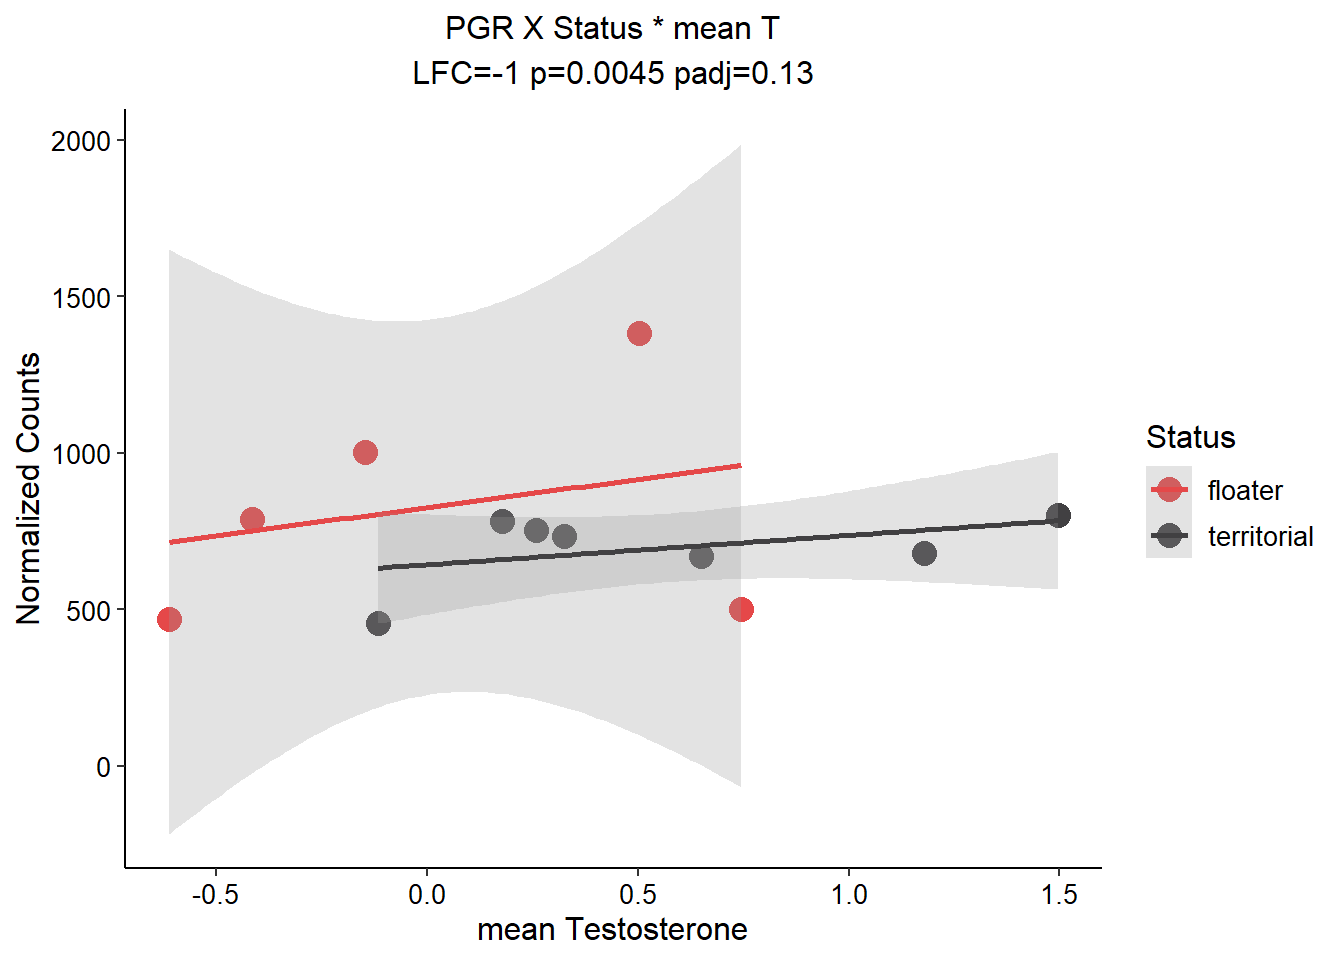 PGR X Status * mean T
LFC=-1 p=0.0045 padj=0.13
2000
1500
1000
500
0
Normalized Counts
-0.5
0.0
0.5
1.0
1.5
mean Testosterone
Status
floater
territorial